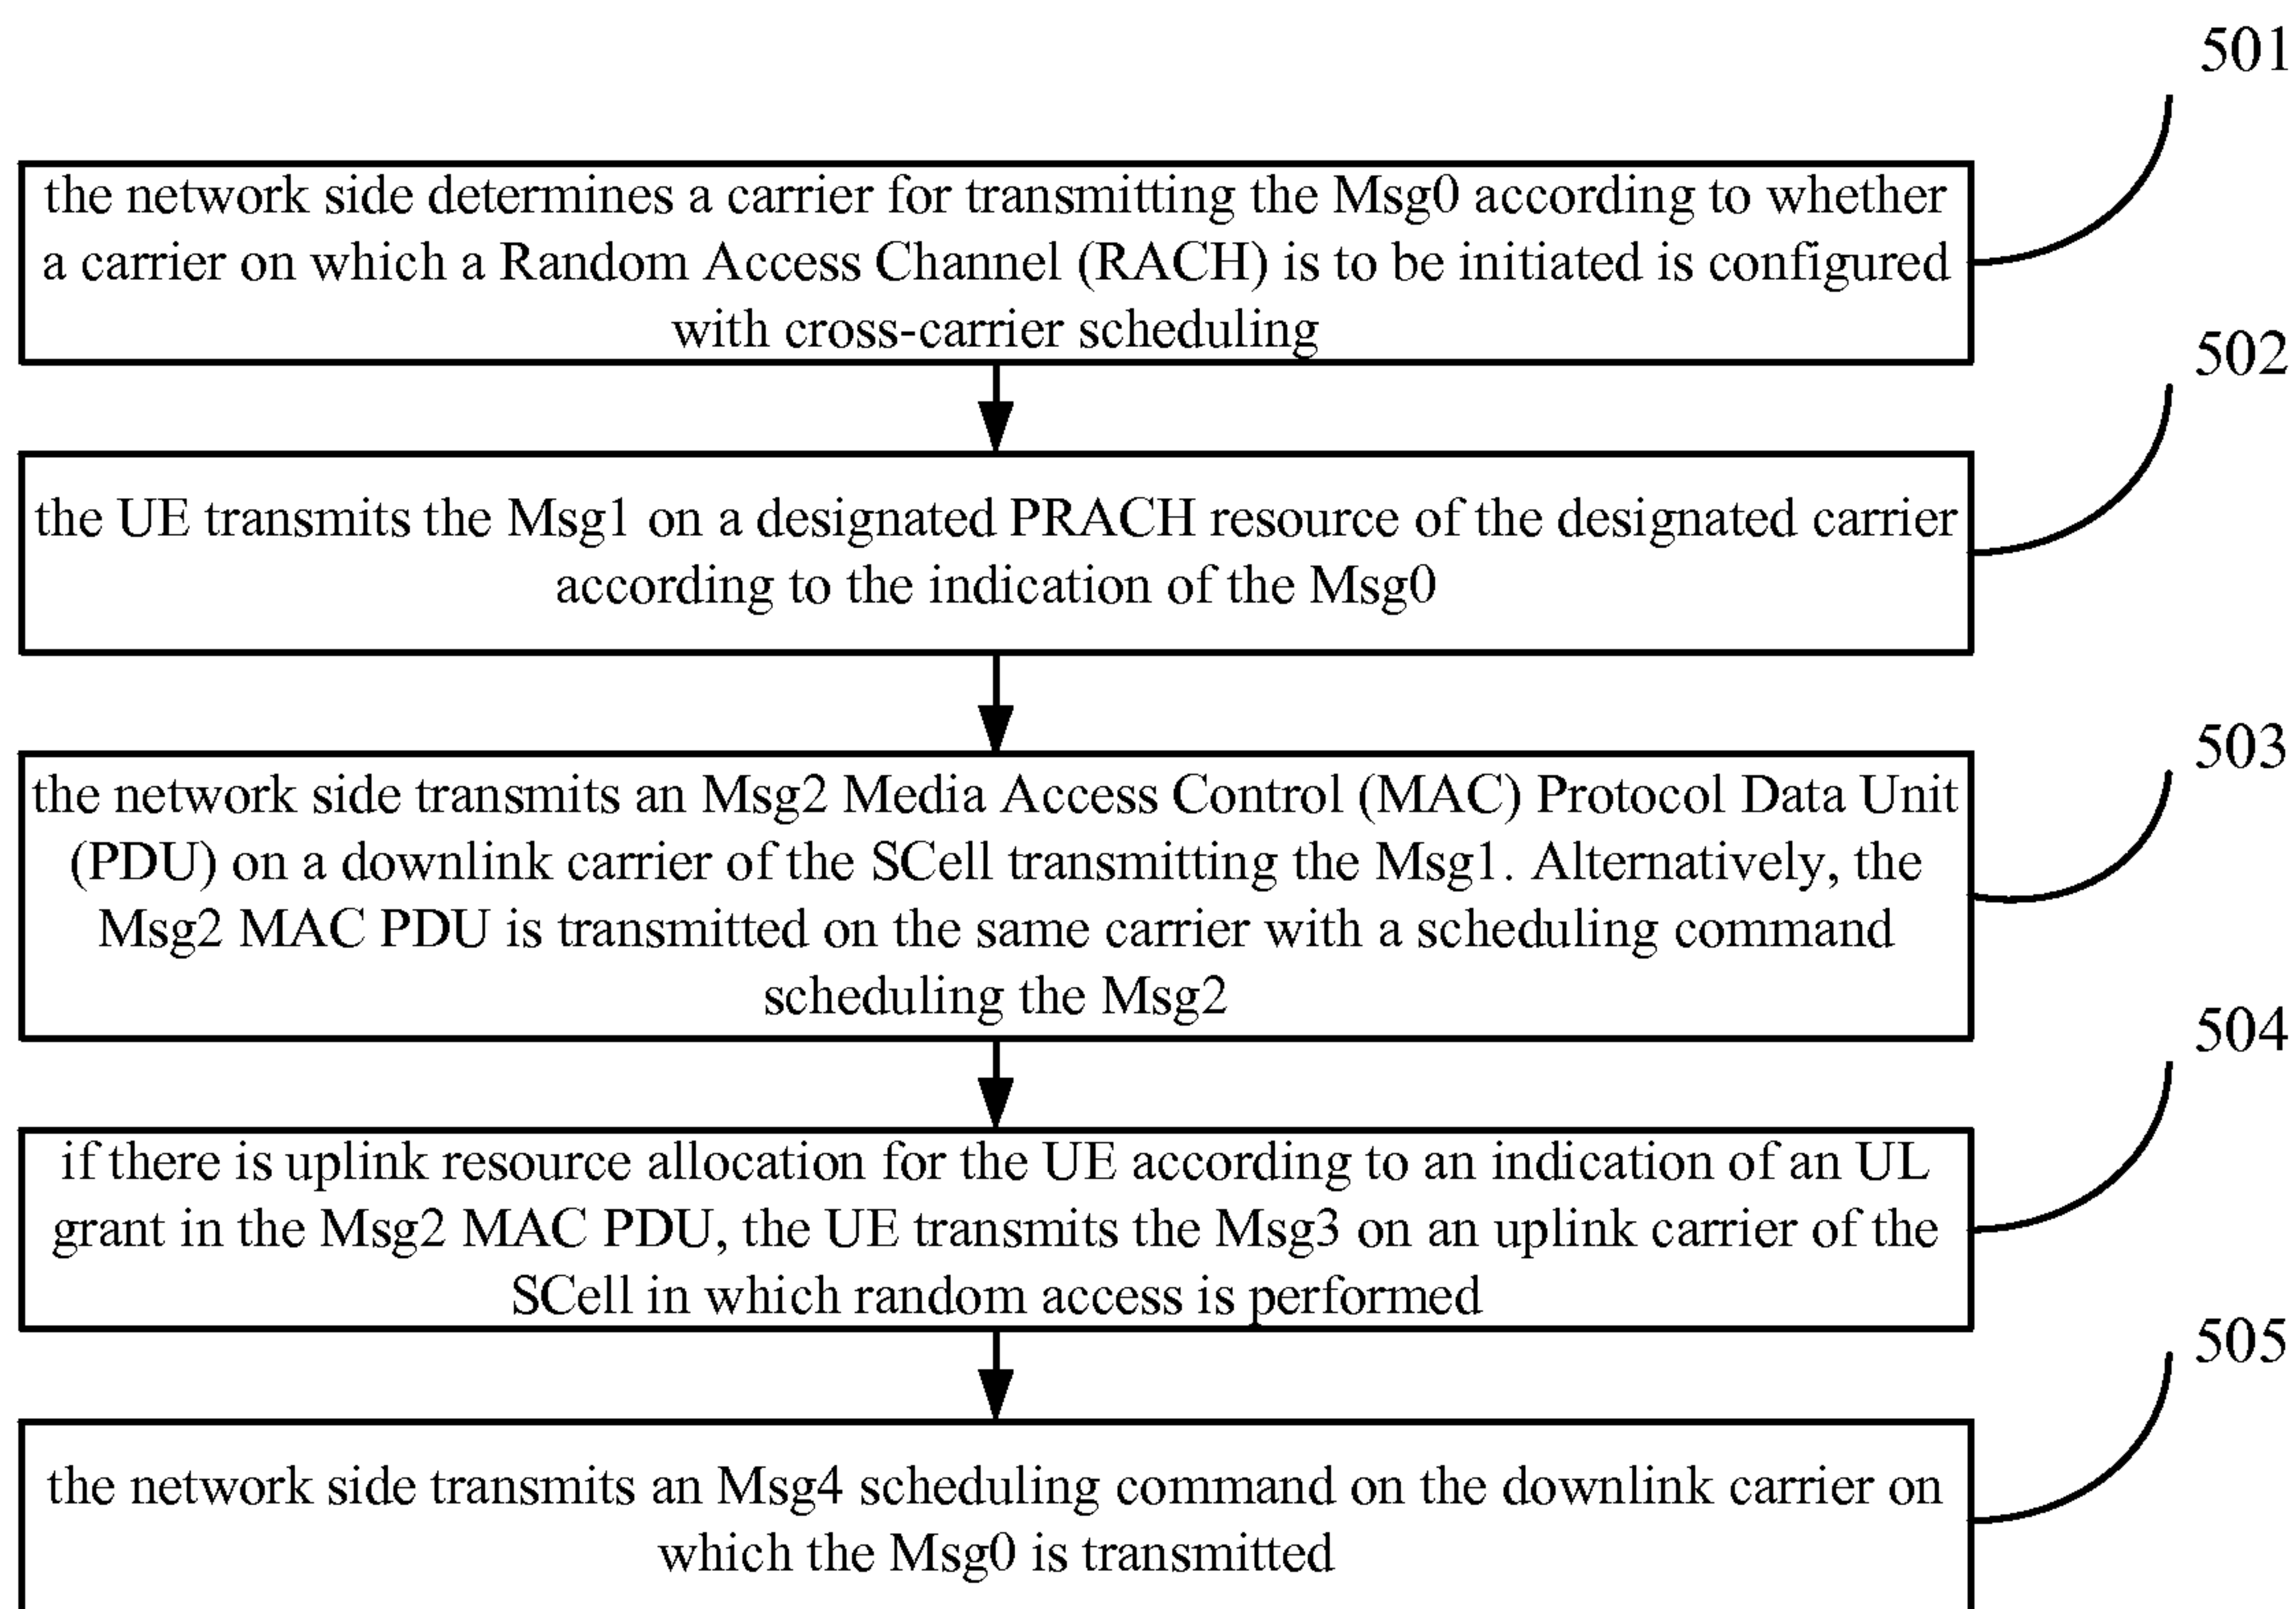 501
the network side determines a carrier for transmitting the Msg0 according to whether
a carrier on which a Random Access Channel (RACH) is to be initiated is configured
with cross-carrier scheduling
502
the UE transmits the Msg1 on a designated PRACH resource of the designated carrier
according to the indication of the Msg0
503
the network side transmits an Msg2 Media Access Control (MAC) Protocol Data Unit
(PDU) on a downlink carrier of the SCell transmitting the Msg1. Alternatively, the
Msg2 MAC PDU is transmitted on the same carrier with a scheduling command
scheduling the Msg2
504
if there is uplink resource allocation for the UE according to an indication of an UL
grant in the Msg2 MAC PDU, the UE transmits the Msg3 on an uplink carrier of the
SCell in which random access is performed
505
the network side transmits an Msg4 scheduling command on the downlink carrier on
which the Msg0 is transmitted